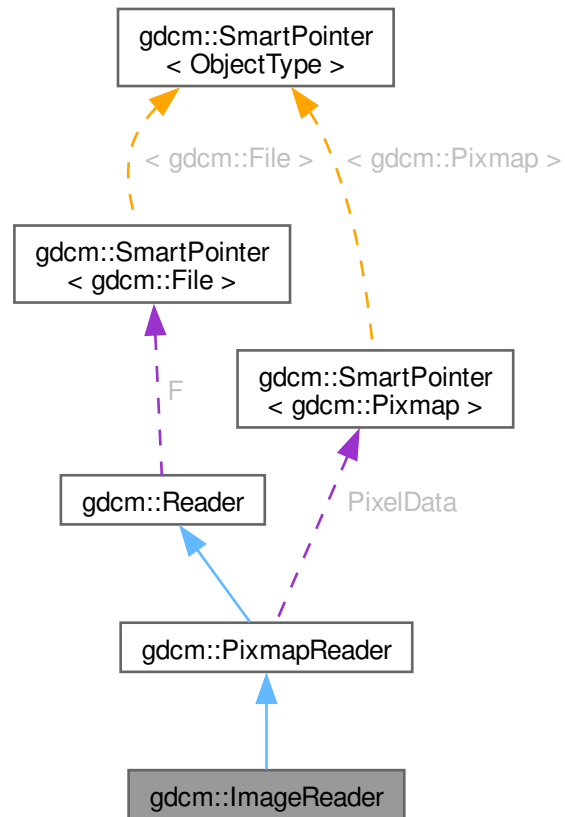 gdcm::SmartPointer
< ObjectType >
< gdcm::File >
< gdcm::Pixmap >
gdcm::SmartPointer
< gdcm::File >
gdcm::SmartPointer
< gdcm::Pixmap >
F
gdcm::Reader
PixelData
gdcm::PixmapReader
gdcm::ImageReader